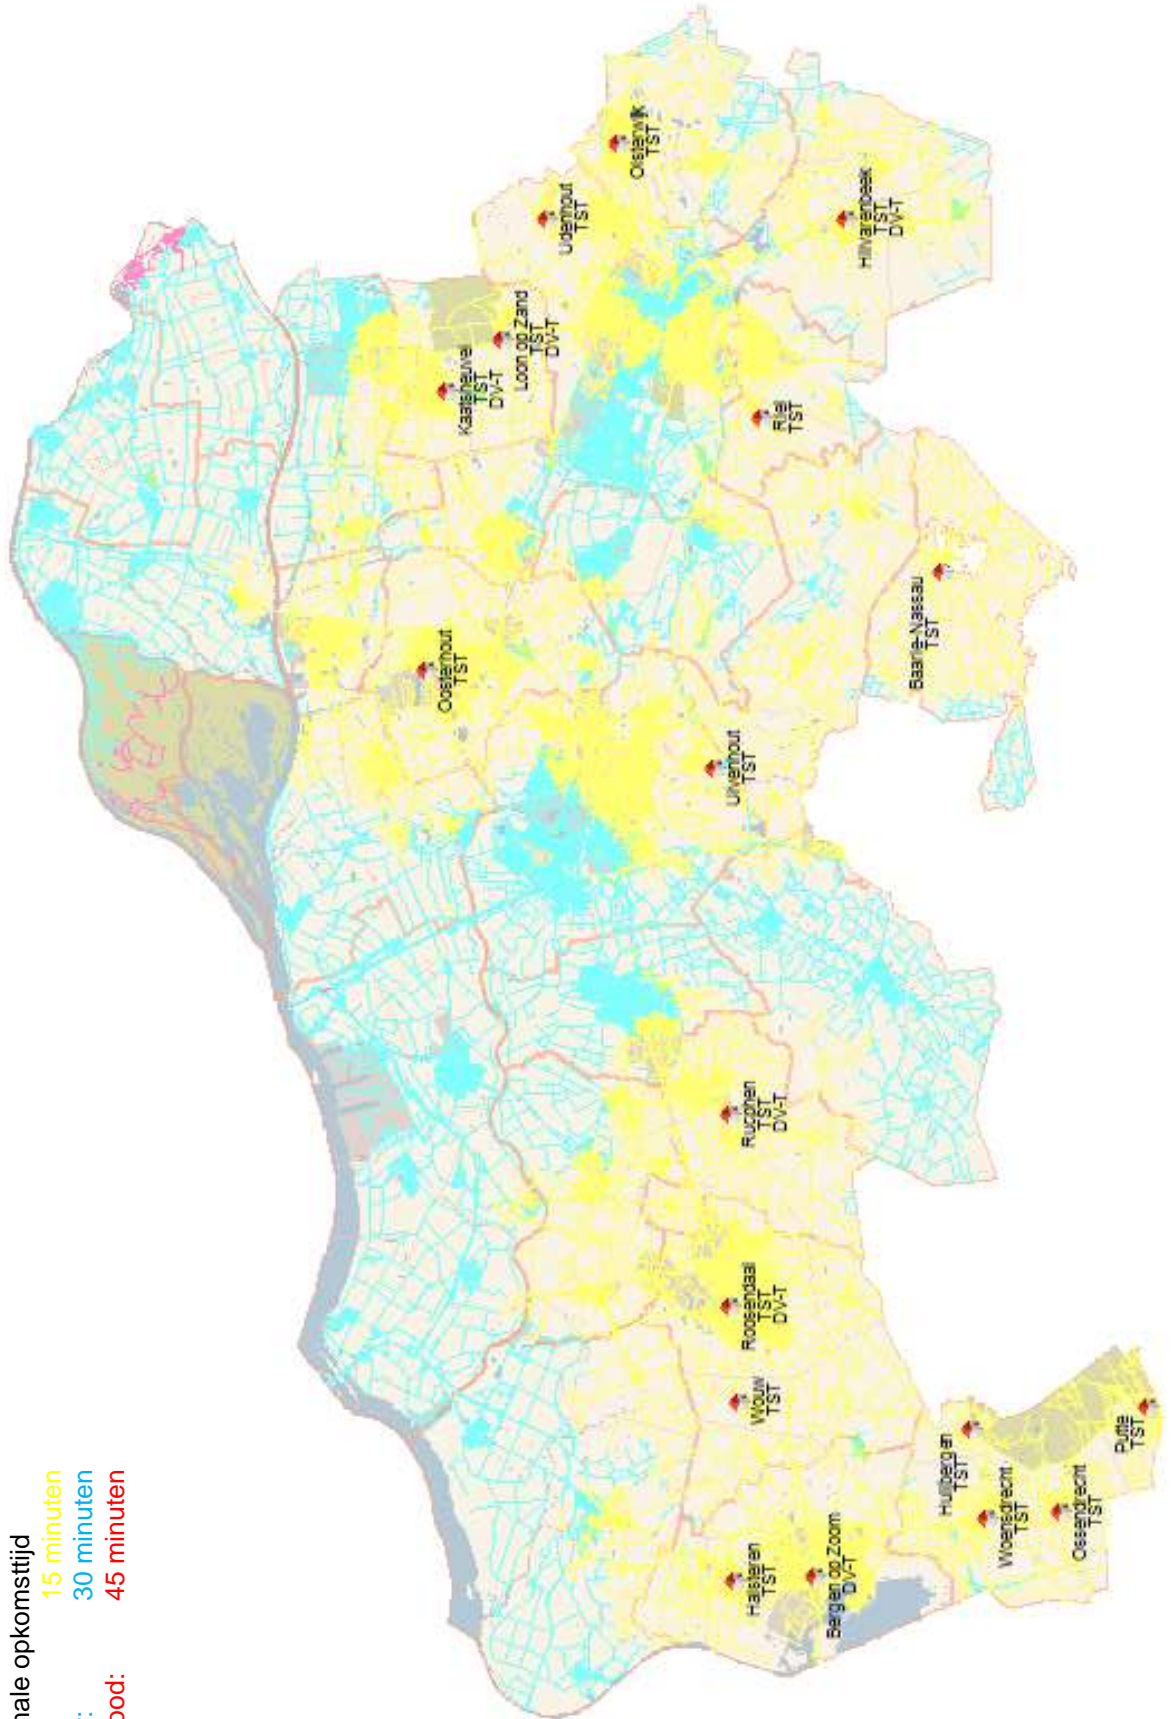 nale opkomsttijd
15 minuten
: 30 minuten
ood: 45 minuten
Oisterwijk
TST
Udenhout
TST
Hilvarenbeek
TST
DV-T
Loon op Zand
TST
DV-T
Kaatsheuvel
TST
DV-T
Riel
TST
Baarle-Nassau
TST
Oosterhout
TST
Ulvenhout
TST
Rucphen
TST
DV-T
Roosendaal
TST
DV-T
Wouw
TST
Huijbergen
TST
Putte
TST
Woensdrecht
TST
Ossendrecht
TST
Halsteren
TST
Bergen op Zoom
DV-T